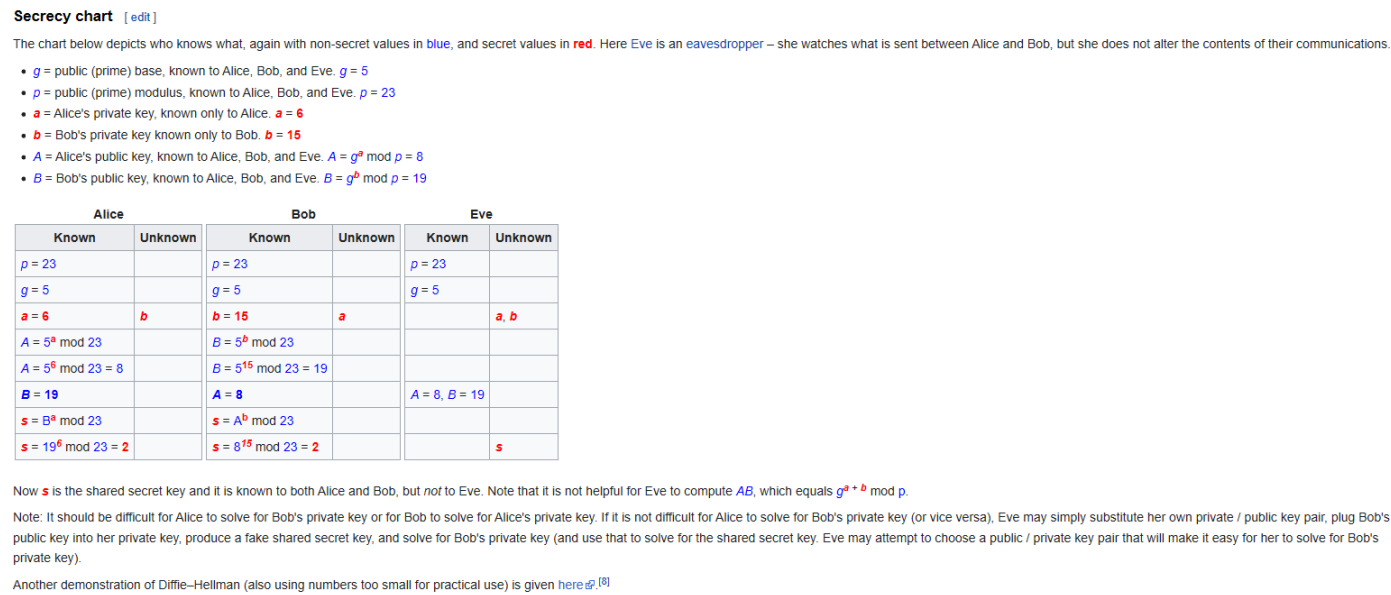 Secrecy chart [ edit ]
The chart below depicts who knows what, again with non-secret values in blue, and secret values in red. Here Eve is an eavesdropper – she watches what is sent between Alice and Bob, but she does not alter the contents of their communications.
• g = public (prime) base, known to Alice, Bob, and Eve. g = 5
• p = public (prime) modulus, known to Alice, Bob, and Eve. p = 23
• a = Alice's private key, known only to Alice. a = 6
• b = Bob's private key known only to Bob. b = 15
• A = Alice's public key, known to Alice, Bob, and Eve. A = gᵃ mod p = 8
• B = Bob's public key, known to Alice, Bob, and Eve. B = gᵇ mod p = 19
Alice Bob Eve
Known Unknown Known Unknown Known Unknown
p = 23 p = 23 p = 23
g = 5 g = 5 g = 5
a = 6 b b = 15 a a, b
A = 5ᵃ mod 23 B = 5ᵇ mod 23
A = 5⁶ mod 23 = 8 B = 5¹⁵ mod 23 = 19
B = 19 A = 8 A = 8, B = 19
s = Bᵃ mod 23 s = Aᵇ mod 23
s = 19⁶ mod 23 = 2 s = 8¹⁵ mod 23 = 2 s
Now s is the shared secret key and it is known to both Alice and Bob, but not to Eve. Note that it is not helpful for Eve to compute AB, which equals gᵃ ⁺ ᵇ mod p.
Note: It should be difficult for Alice to solve for Bob's private key or for Bob to solve for Alice's private key. If it is not difficult for Alice to solve for Bob's private key (or vice versa), Eve may simply substitute her own private / public key pair, plug Bob's
public key into her private key, produce a fake shared secret key, and solve for Bob's private key (and use that to solve for the shared secret key. Eve may attempt to choose a public / private key pair that will make it easy for her to solve for Bob's
private key).
Another demonstration of Diffie–Hellman (also using numbers too small for practical use) is given here.[8]